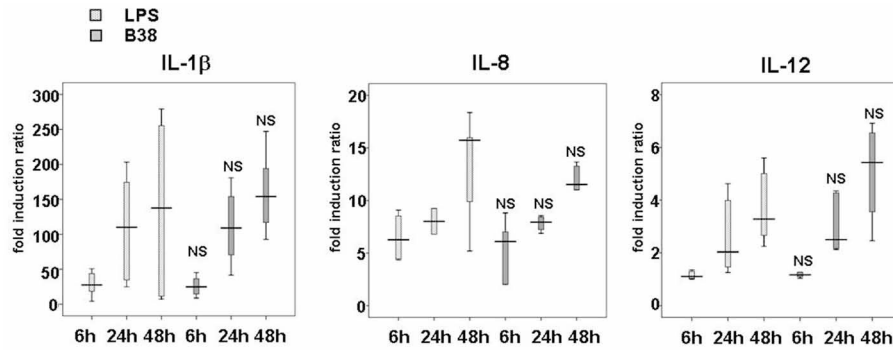 LPS
B38
IL-1β
fold induction ratio
300
250
200
150
100
50
0
NS
NS
NS
6h 24h 48h 6h 24h 48h
IL-8
fold induction ratio
20
15
10
5
0
NS
NS
NS
6h 24h 48h 6h 24h 48h
IL-12
fold induction ratio
8
6
4
2
0
NS
NS
NS
6h 24h 48h 6h 24h 48h